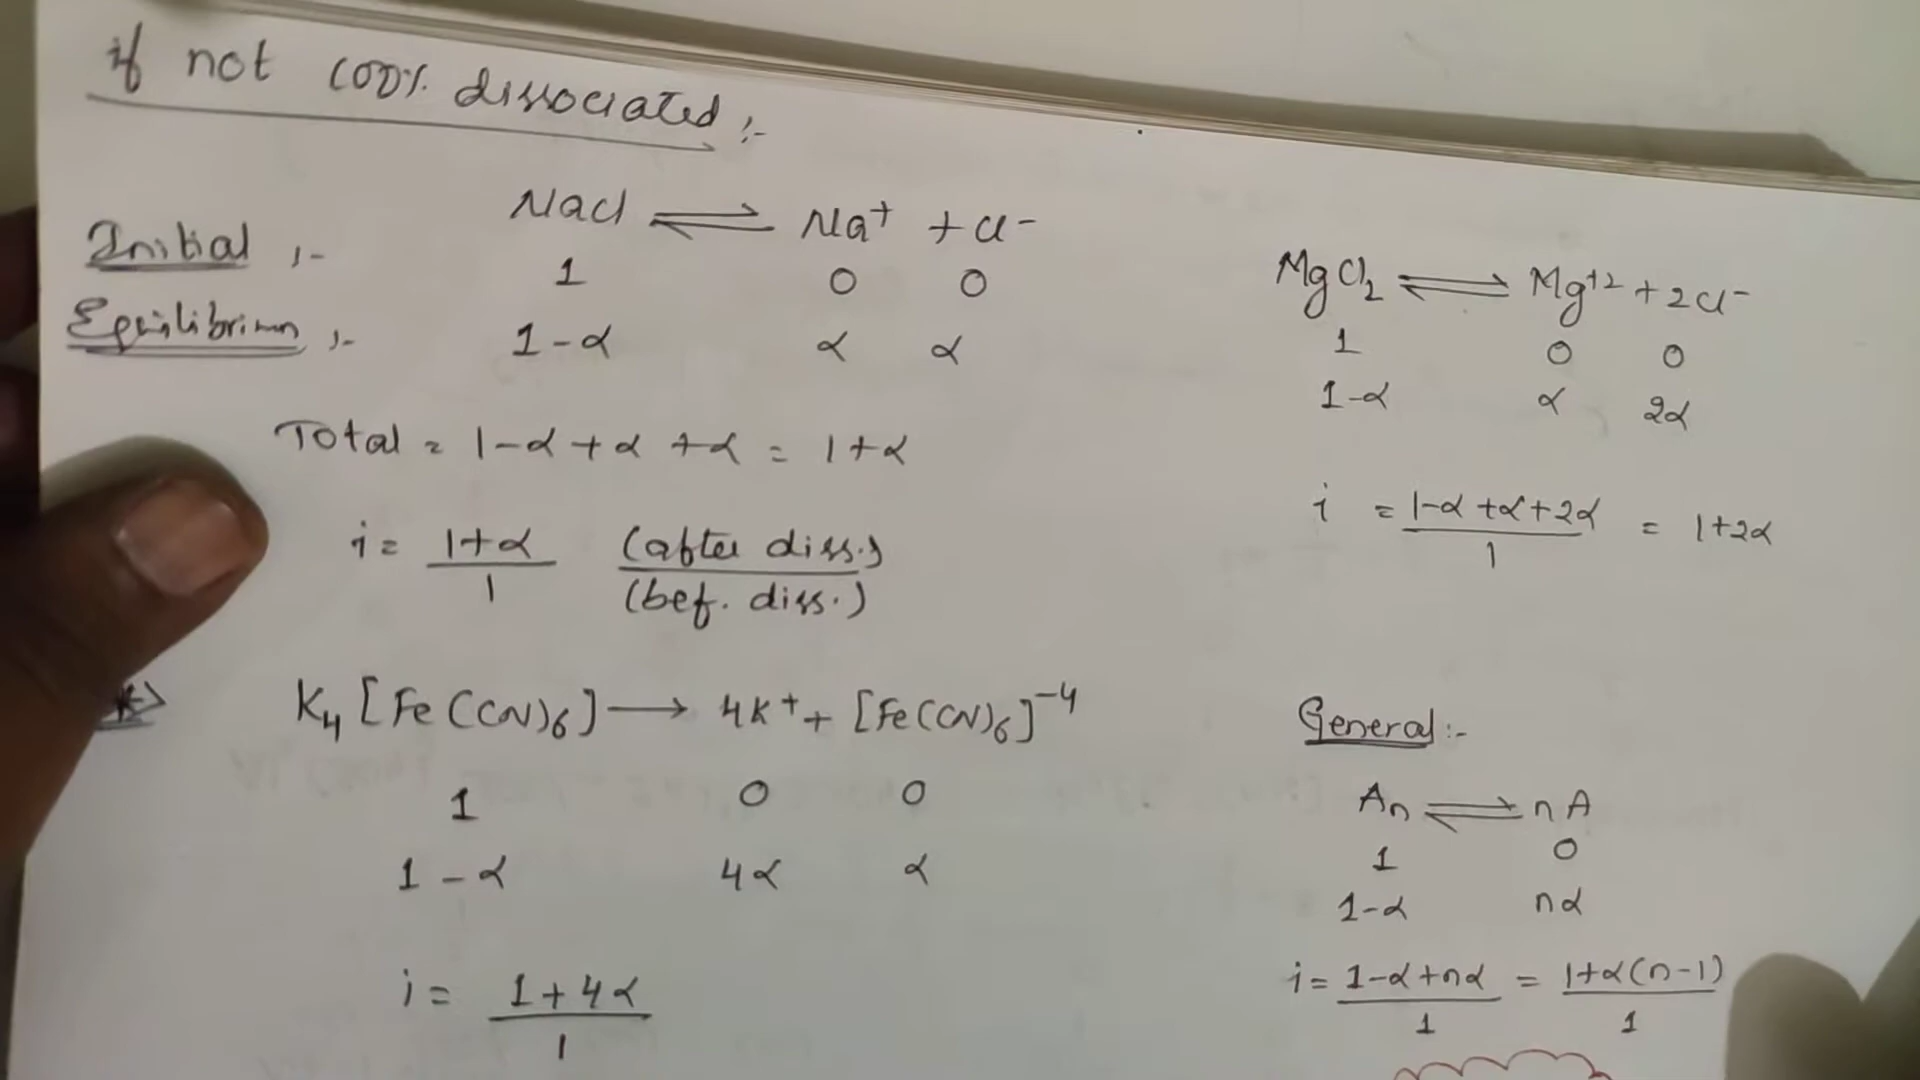 if not 100% dissociated :-
NaCl ⇌ Na⁺ + Cl⁻
Initial :- 1 0 0
Equilibrium :- 1-α α α
Total = 1-α+α+α = 1+α
i = (1+α)/1 (after diss.)/(bef. diss.)
MgCl₂ ⇌ Mg⁺² + 2Cl⁻
1 0 0
1-α α 2α
i = (1-α+α+2α)/1 = 1+2α
K₄[Fe(CN)₆] → 4K⁺ + [Fe(CN)₆]⁻⁴
1 0 0
1-α 4α α
i = (1+4α)/1
General :-
Aₙ ⇌ nA
1 0
1-α nα
i = (1-α+nα)/1 = (1+α(n-1))/1